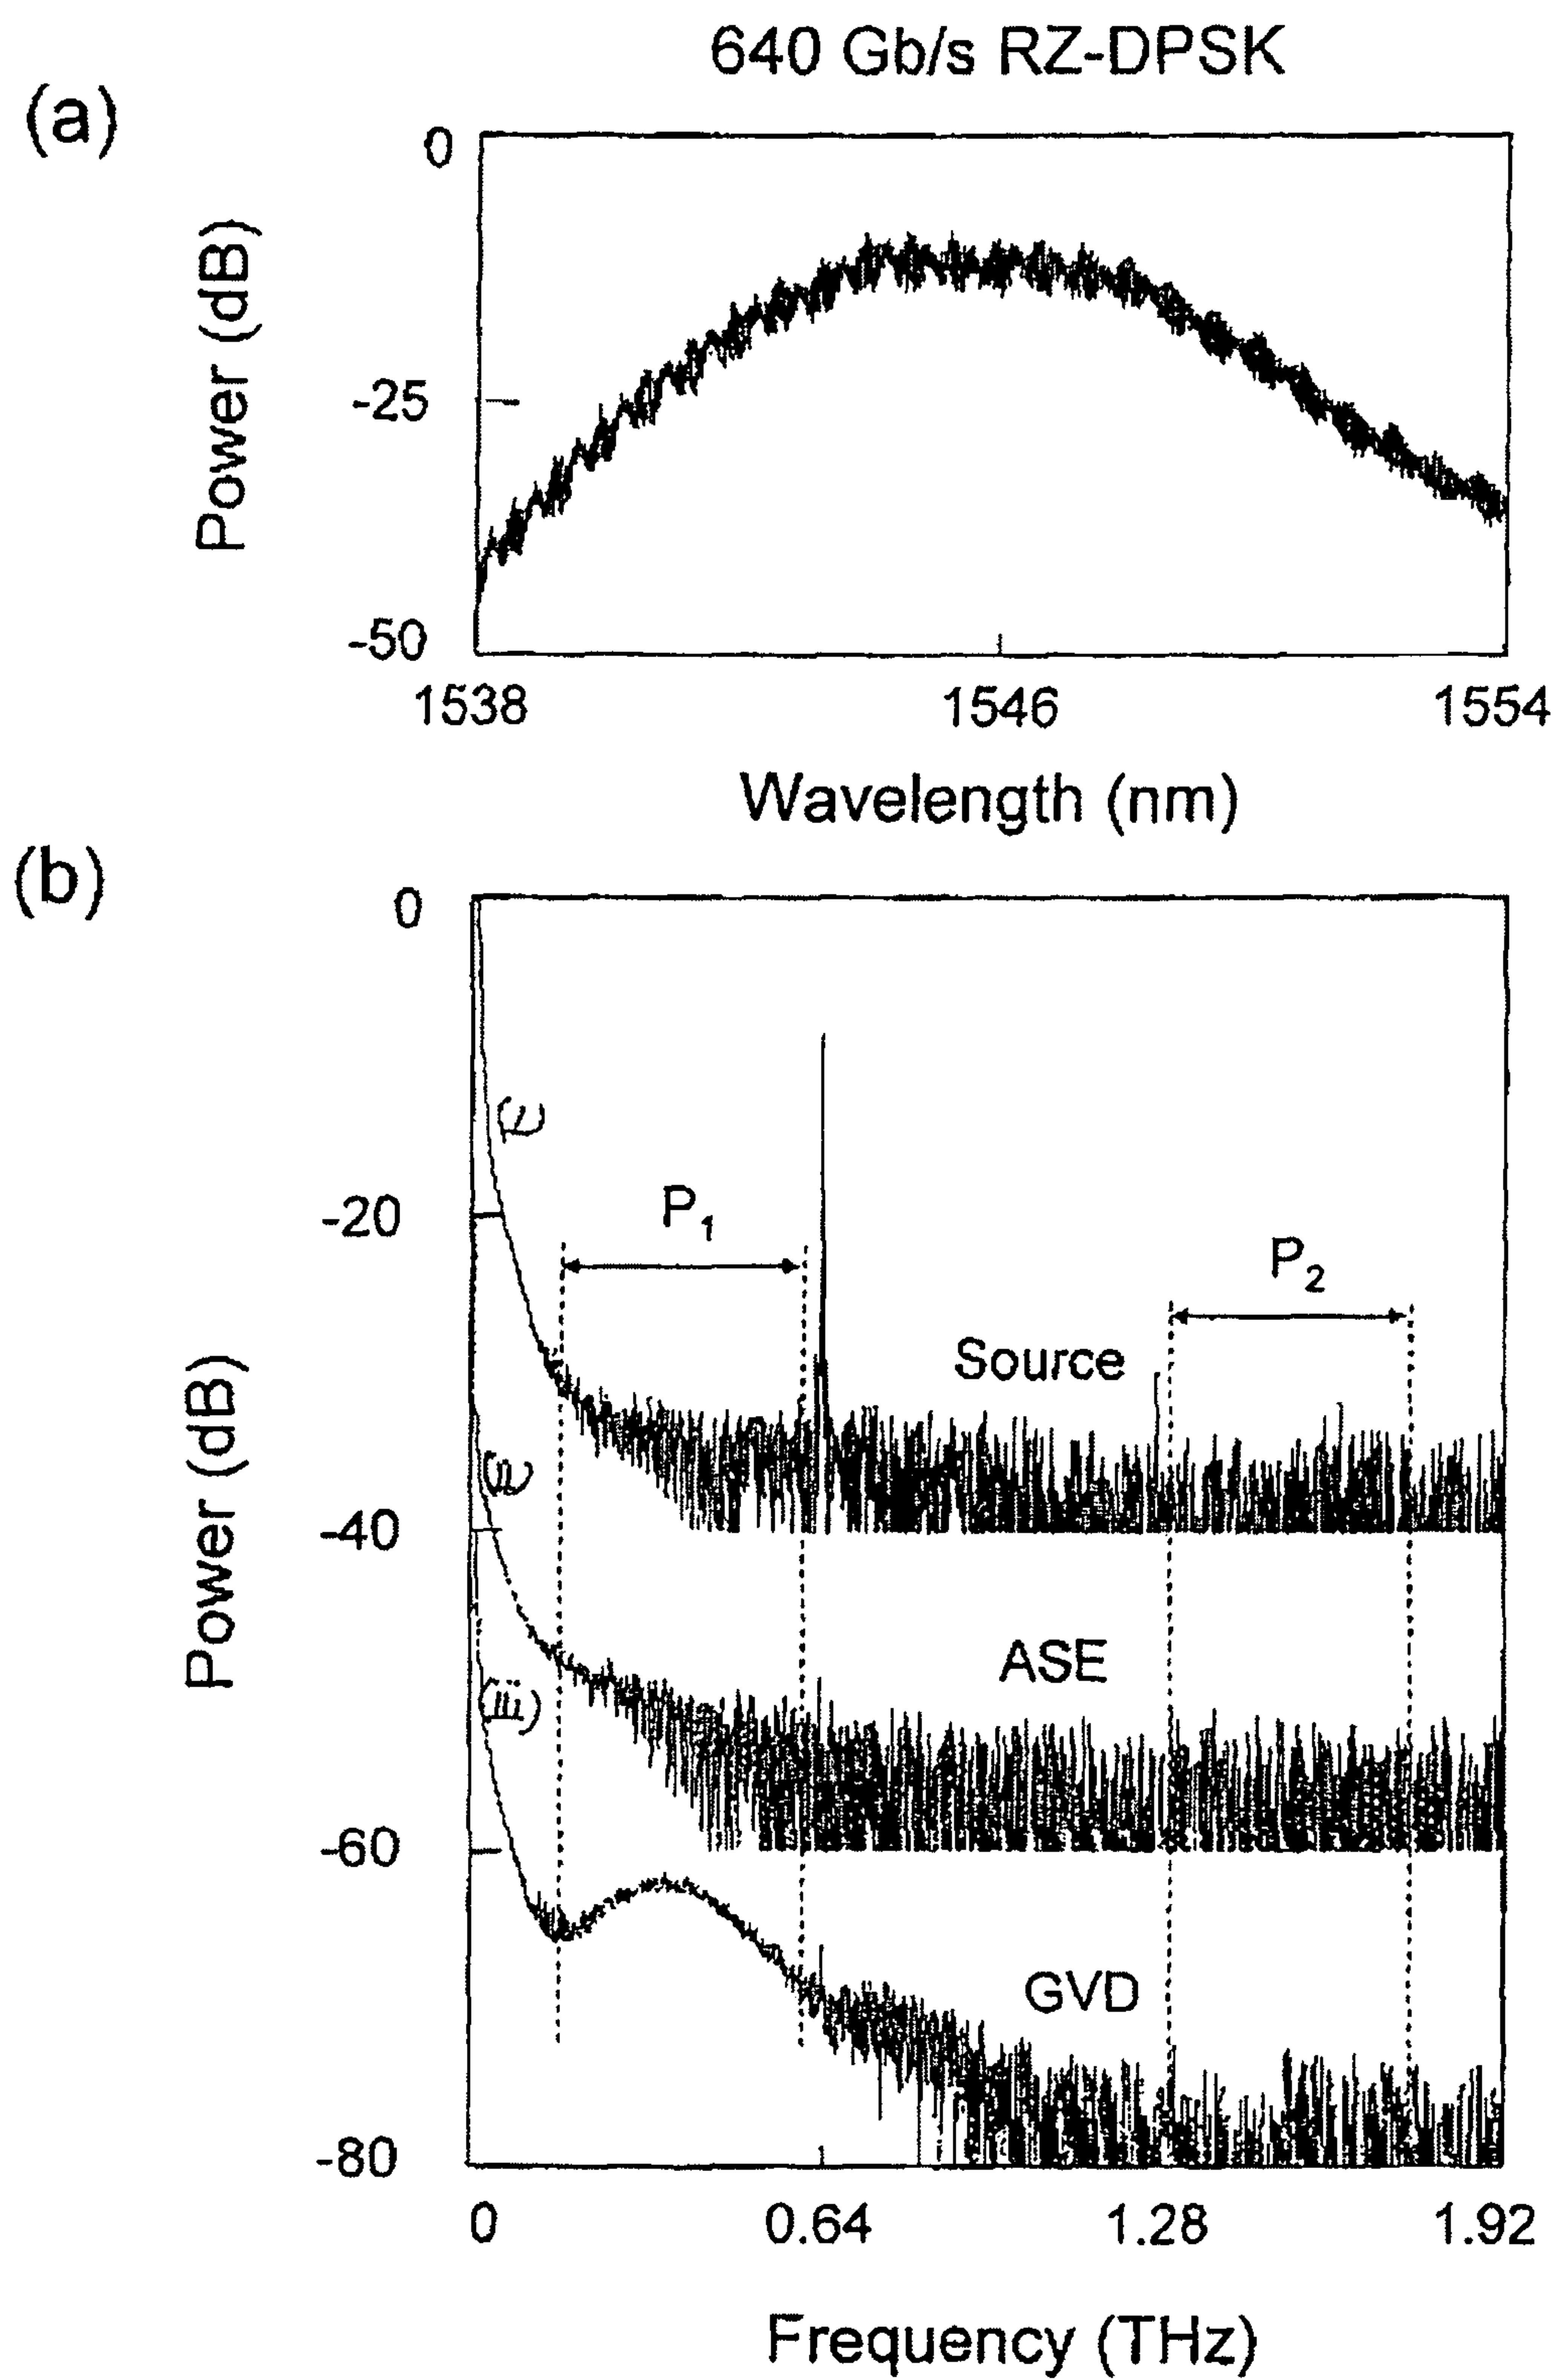 640 Gb/s RZ-DPSK
(a)
0
-25
-50
Power (dB)
1538 1546 1554
Wavelength (nm)
(b)
0
-20
-40
-60
-80
Power (dB)
P1
P2
Source
ASE
(iii)
GVD
0 0.64 1.28 1.92
Frequency (THz)